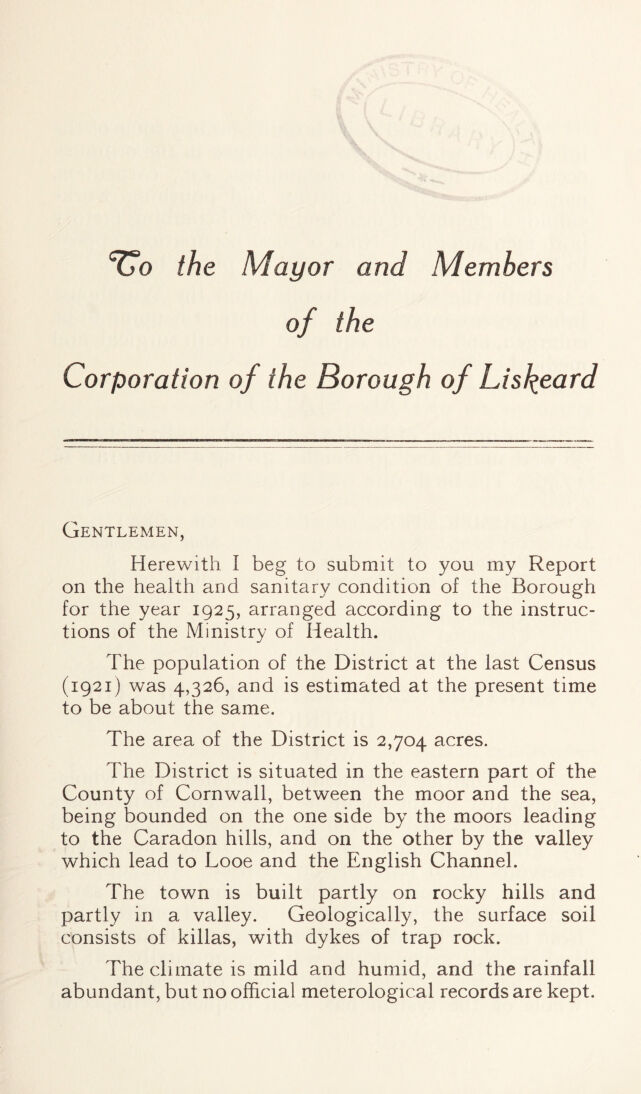 MINISTRY OF HEALTH
LIBRARY
To the Mayor and Members
of the
Corporation of the Borough of Liskeard
GENTLEMEN,
Herewith I beg to submit to you my Report
on the health and sanitary condition of the Borough
for the year 1925, arranged according to the instruc-
tions of the Ministry of Health.
The population of the District at the last Census
(1921) was 4,326, and is estimated at the present time
to be about the same.
The area of the District is 2,704 acres.
The District is situated in the eastern part of the
County of Cornwall, between the moor and the sea,
being bounded on the one side by the moors leading
to the Caradon hills, and on the other by the valley
which lead to Looe and the English Channel.
The town is built partly on rocky hills and
partly in a valley. Geologically, the surface soil
consists of killas, with dykes of trap rock.
The climate is mild and humid, and the rainfall
abundant, but no official meterological records are kept.